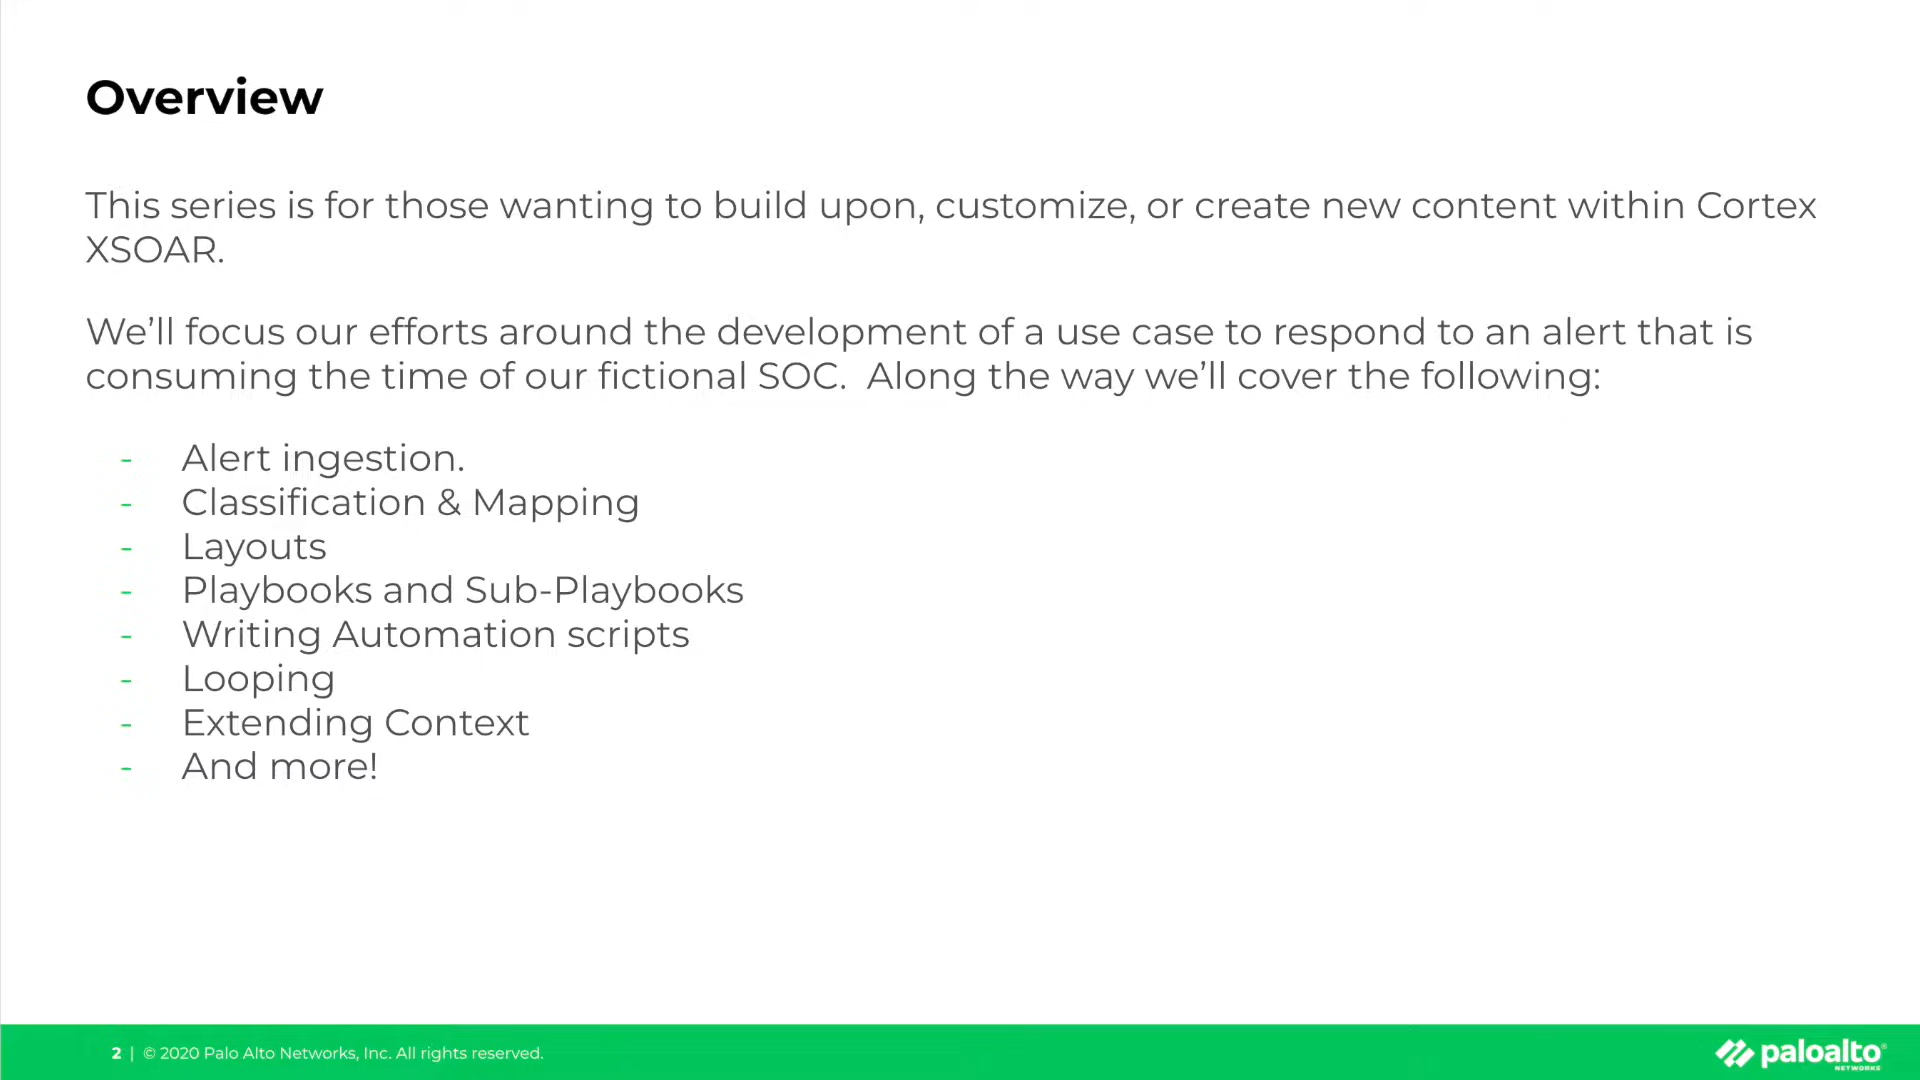 Overview
This series is for those wanting to build upon, customize, or create new content within Cortex
XSOAR.
We’ll focus our efforts around the development of a use case to respond to an alert that is
consuming the time of our fictional SOC.  Along the way we’ll cover the following:
- Alert ingestion.
- Classification & Mapping
- Layouts
- Playbooks and Sub-Playbooks
- Writing Automation scripts
- Looping
- Extending Context
- And more!
2 | © 2020 Palo Alto Networks, Inc. All rights reserved.
paloalto®
NETWORKS